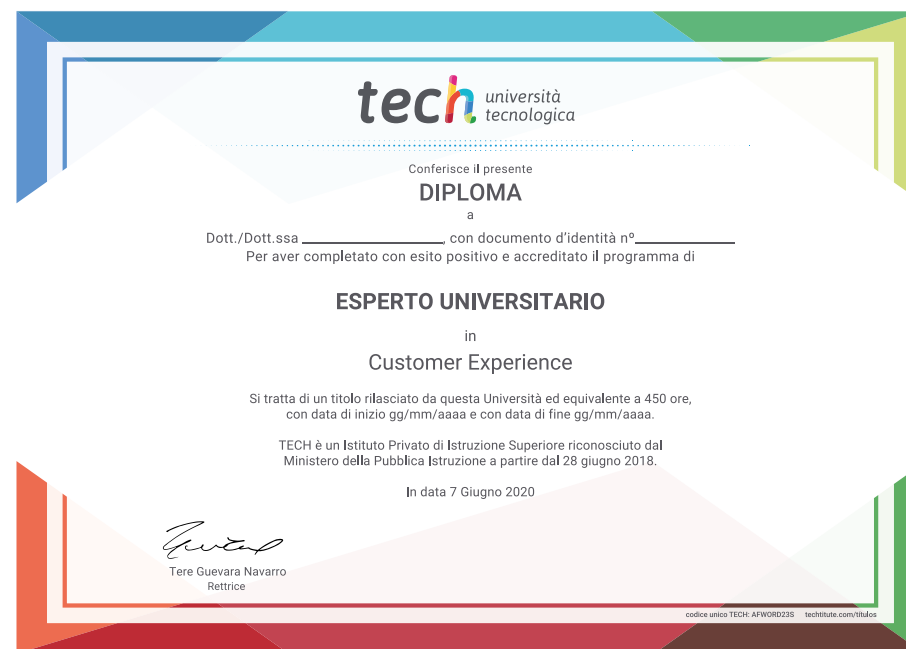 tech università
tecnologica
Conferisce il presente
DIPLOMA
a
Dott./Dott.ssa ____________________, con documento d'identità nº______________
Per aver completato con esito positivo e accreditato il programma di
ESPERTO UNIVERSITARIO
in
Customer Experience
Si tratta di un titolo rilasciato da questa Università ed equivalente a 450 ore,
con data di inizio gg/mm/aaaa e con data di fine gg/mm/aaaa.
TECH è un Istituto Privato di Istruzione Superiore riconosciuto dal
Ministero della Pubblica Istruzione a partire dal 28 giugno 2018.
In data 7 Giugno 2020
Tere Guevara Navarro
Rettrice
codice unico TECH: AFWORD23S techtitute.com/titulos